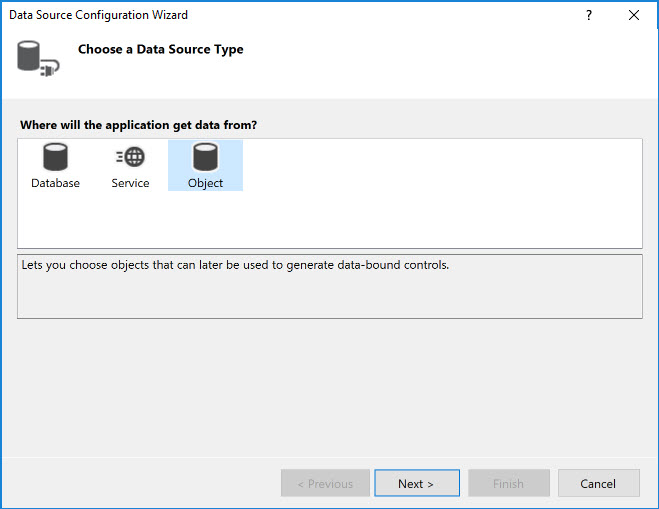 Data Source Configuration Wizard
?
Choose a Data Source Type
Where will the application get data from?
Database Service Object
Lets you choose objects that can later be used to generate data-bound controls.
< Previous Next > Finish Cancel